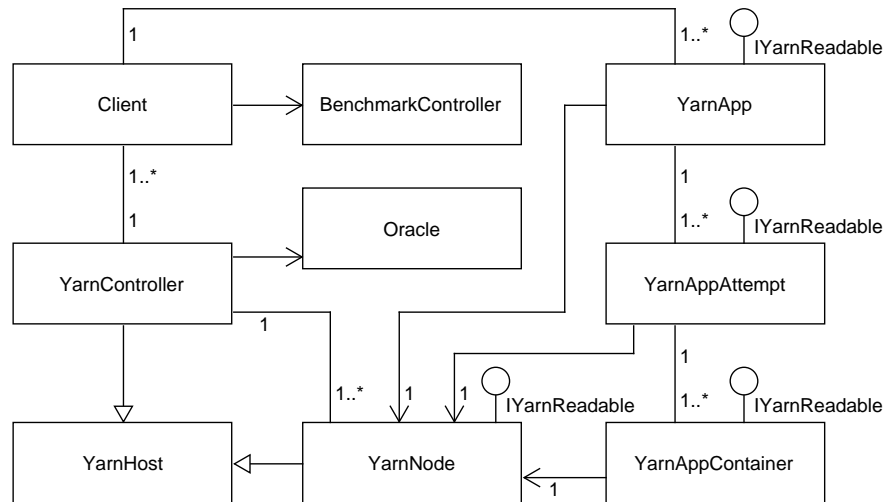 1
1..*
IYarnReadable
Client
BenchmarkController
YarnApp
1..*
1
1
1..*
IYarnReadable
Oracle
YarnController
YarnAppAttempt
1
1
1..*
1
1
IYarnReadable
1..*
IYarnReadable
YarnHost
YarnNode
YarnAppContainer
1